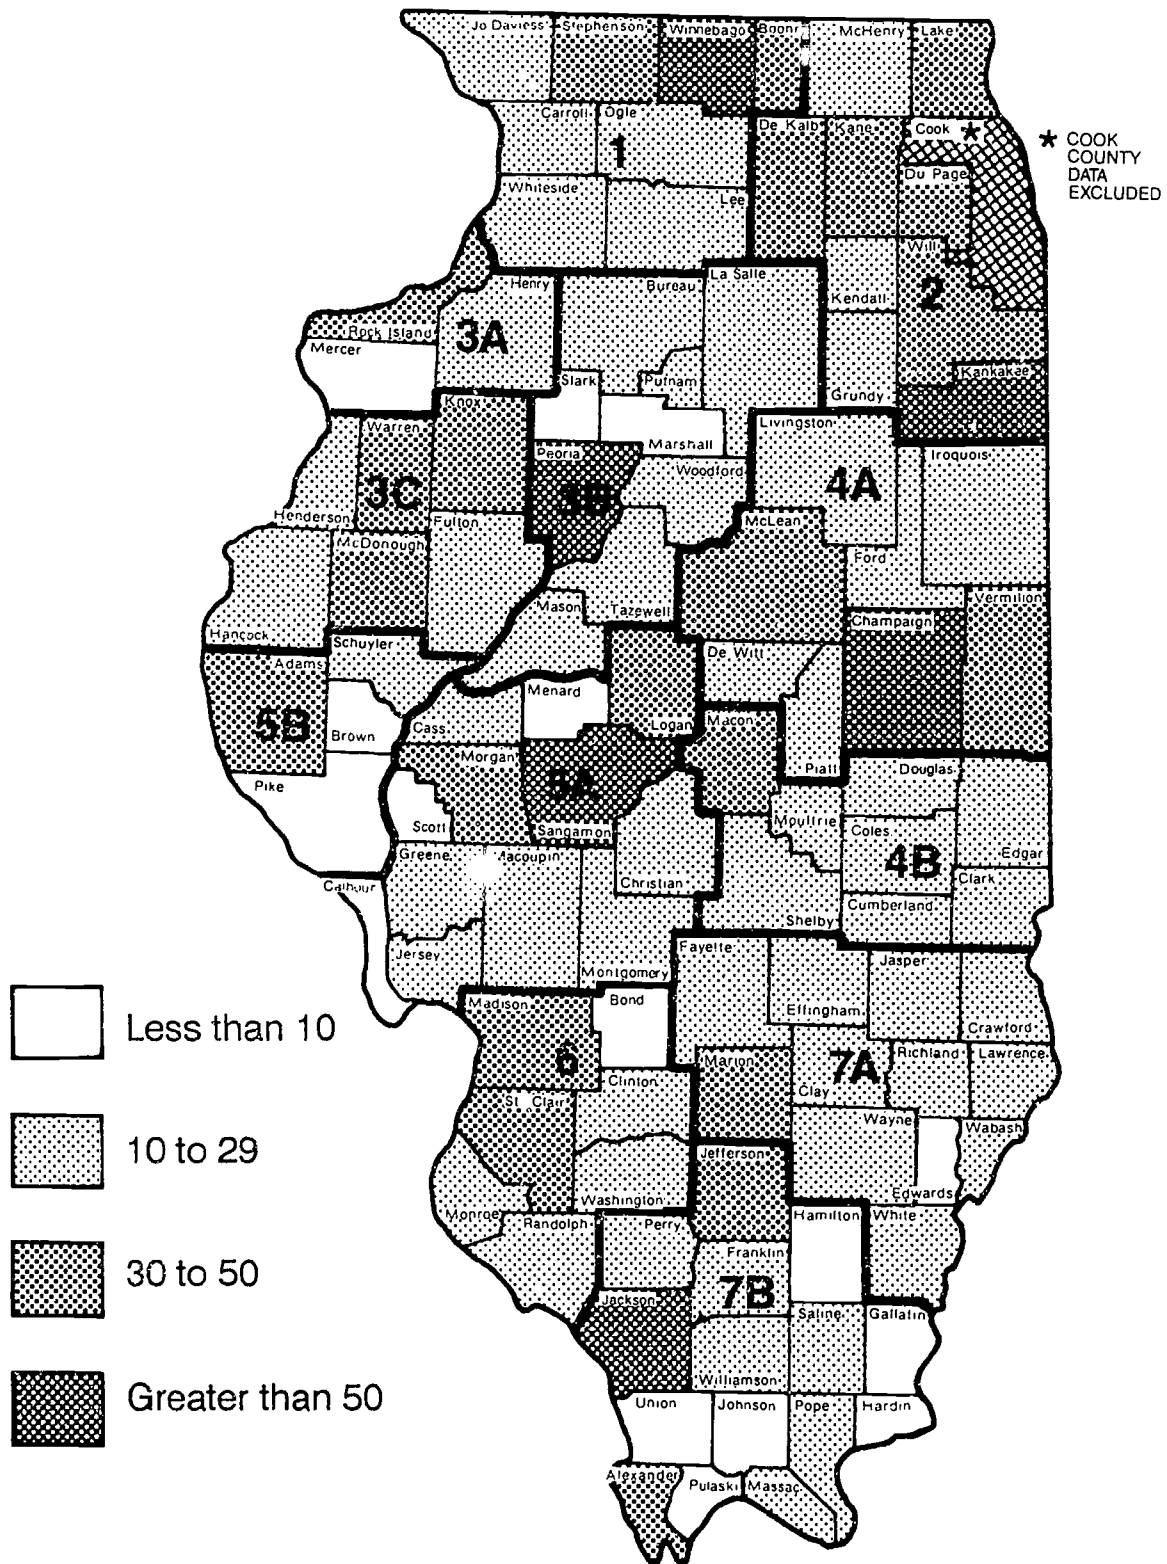 Jo Daviess
Stephenson
Winnebago
Boone
McHenry
Lake
Carroll
Ogle
De Kalb
Kane
Cook *
* COOK
COUNTY
DATA
EXCLUDED
1
Du Page
Whiteside
Lee
Will
La Salle
Henry
Bureau
Kendall
2
Rock Island
3A
Mercer
Stark
Putnam
Kankakee
Grundy
Knox
Warren
Marshall
Livingston
Peoria
Woodford
Iroquois
3C
4A
Henderson
Fulton
McLean
McDonough
Ford
Mason
Tazewell
Vermilion
Champaign
Hancock
Schuyler
De Witt
Adams
Menard
5B
Brown
Cass
Logan
Macon
Morgan
Piatt
Douglas
Pike
5A
Scott
Sangamon
Moultrie
Coles
Greene
Macoupin
4B
Edgar
Calhour
Christian
Clark
Cumberland
Shelby
Jersey
Fayette
Jasper
Montgomery
Madison
Bond
Effingham
Crawford
Less than 10
6
Marion
7A
Richland
Lawrence
Clinton
Clay
St. Clair
Wayne
Wabash
10 to 29
Jefferson
Washington
Edwards
Monroe
Randolph
Perry
Hamilton
White
Franklin
30 to 50
7B
Jackson
Saline
Gallatin
Williamson
Greater than 50
Union
Johnson
Pope
Hardin
Alexander
Pulaski
Massac